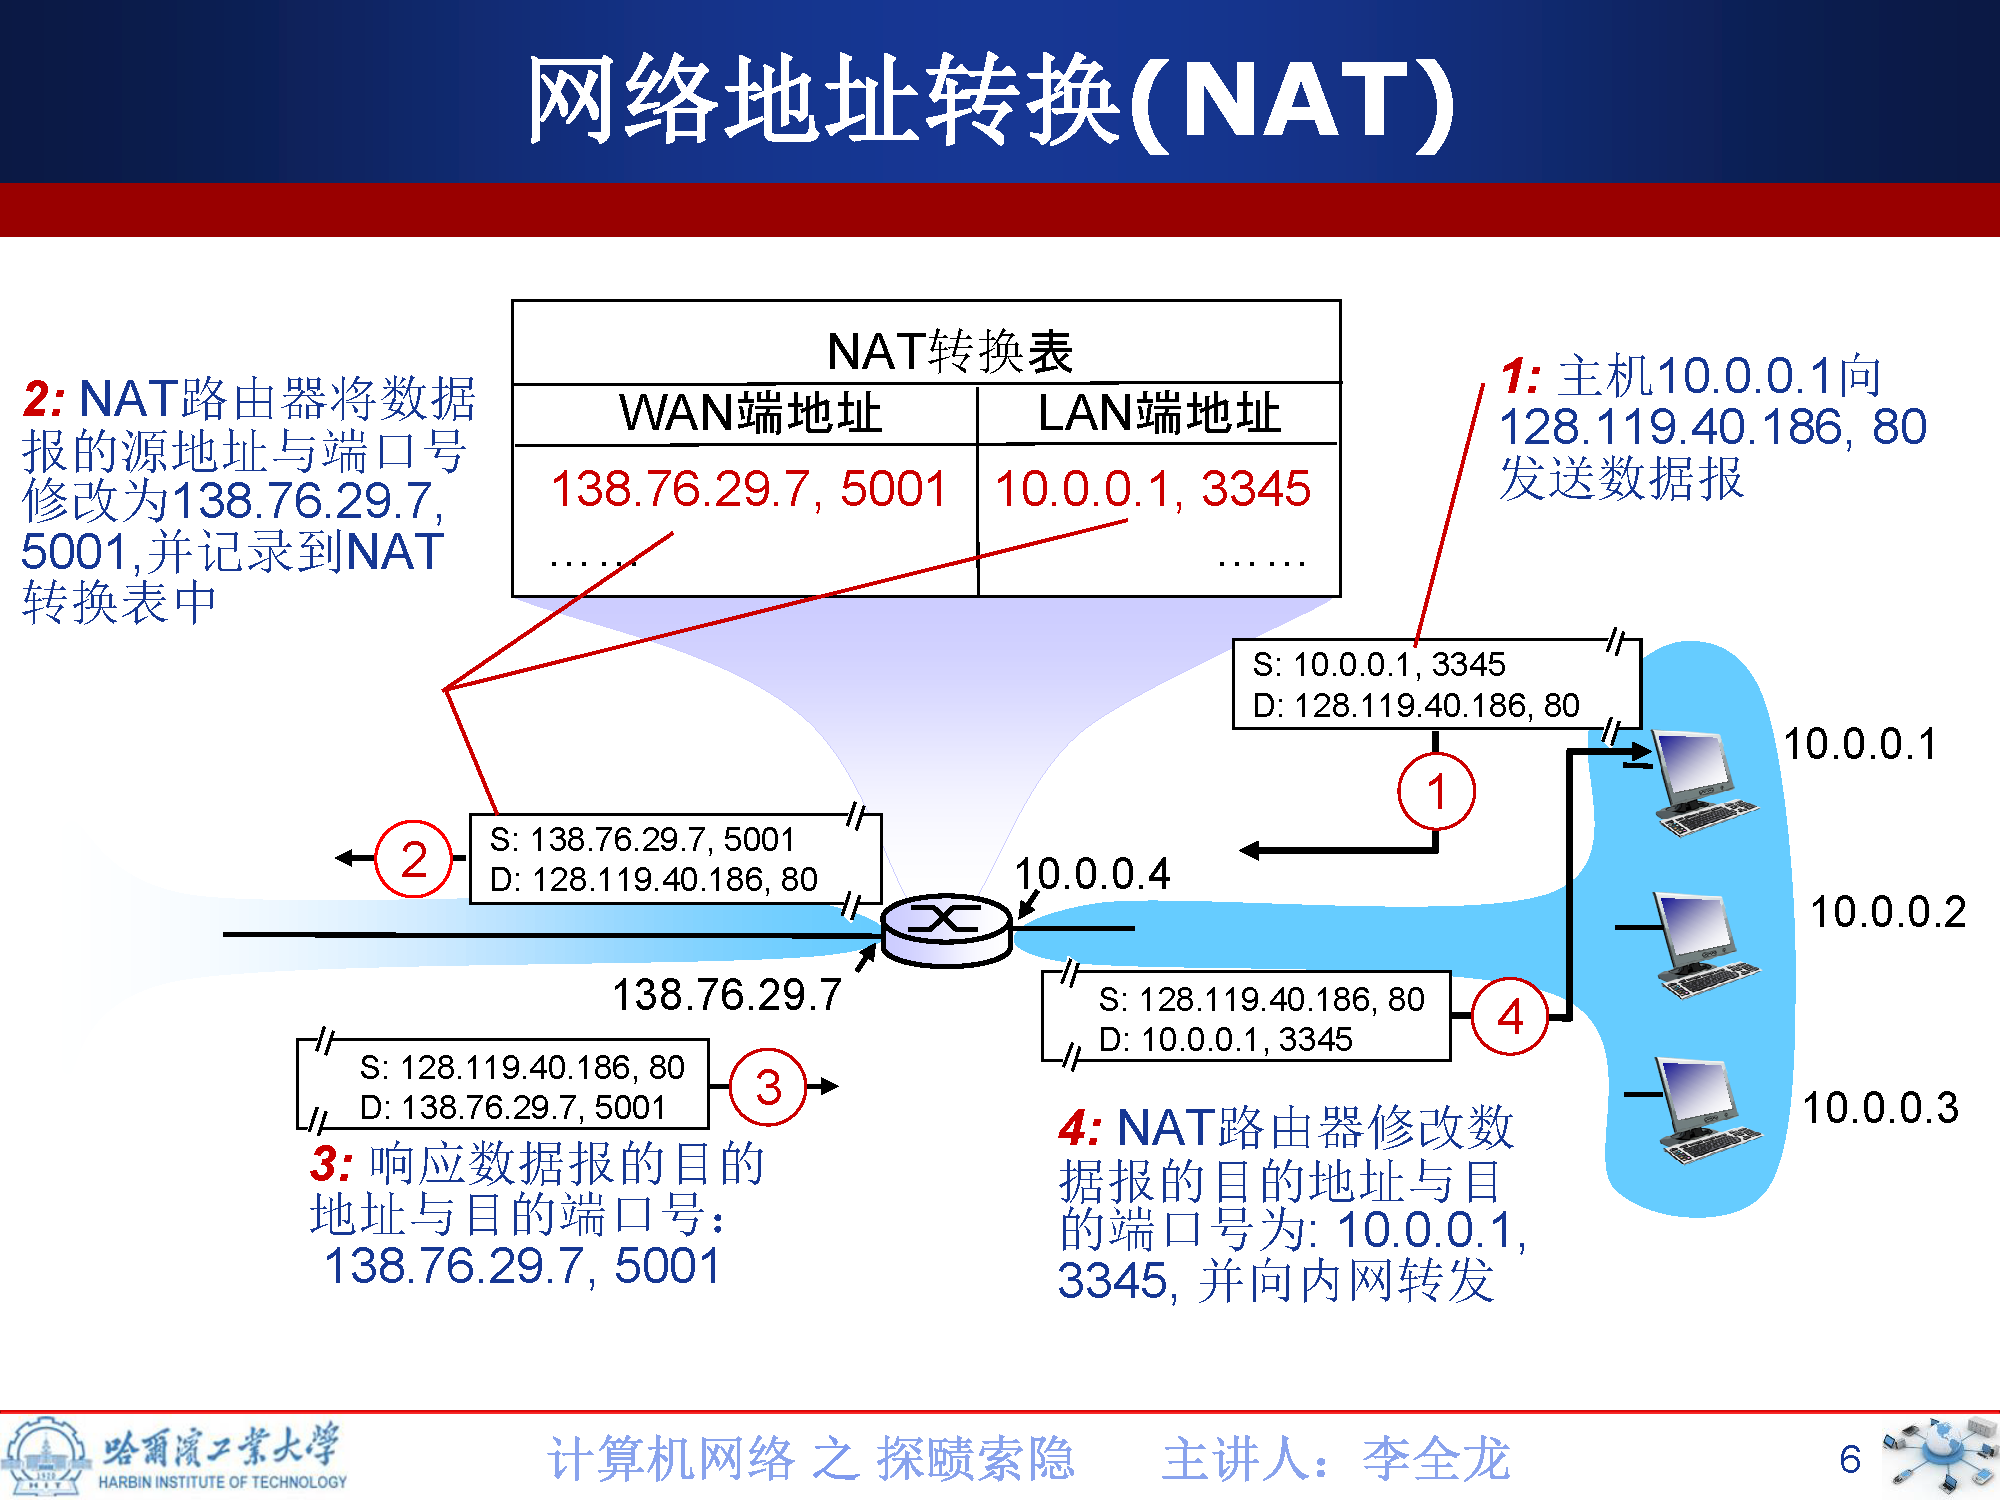 网络地址转换(NAT)
NAT转换表
WAN端地址 LAN端地址
138.76.29.7, 5001 10.0.0.1, 3345
…… ……
2: NAT路由器将数据
报的源地址与端口号
修改为138.76.29.7,
5001,并记录到NAT
转换表中
1: 主机10.0.0.1向
128.119.40.186, 80
发送数据报
S: 10.0.0.1, 3345
D: 128.119.40.186, 80
1
10.0.0.1
2
S: 138.76.29.7, 5001
D: 128.119.40.186, 80
10.0.0.4
10.0.0.2
138.76.29.7
S: 128.119.40.186, 80
D: 10.0.0.1, 3345
4
S: 128.119.40.186, 80
D: 138.76.29.7, 5001
3
10.0.0.3
3: 响应数据报的目的
地址与目的端口号：
138.76.29.7, 5001
4: NAT路由器修改数
据报的目的地址与目
的端口号为: 10.0.0.1,
3345, 并向内网转发
哈爾濱工業大学
HARBIN INSTITUTE OF TECHNOLOGY
计算机网络 之 探赜索隐 主讲人：李全龙
6